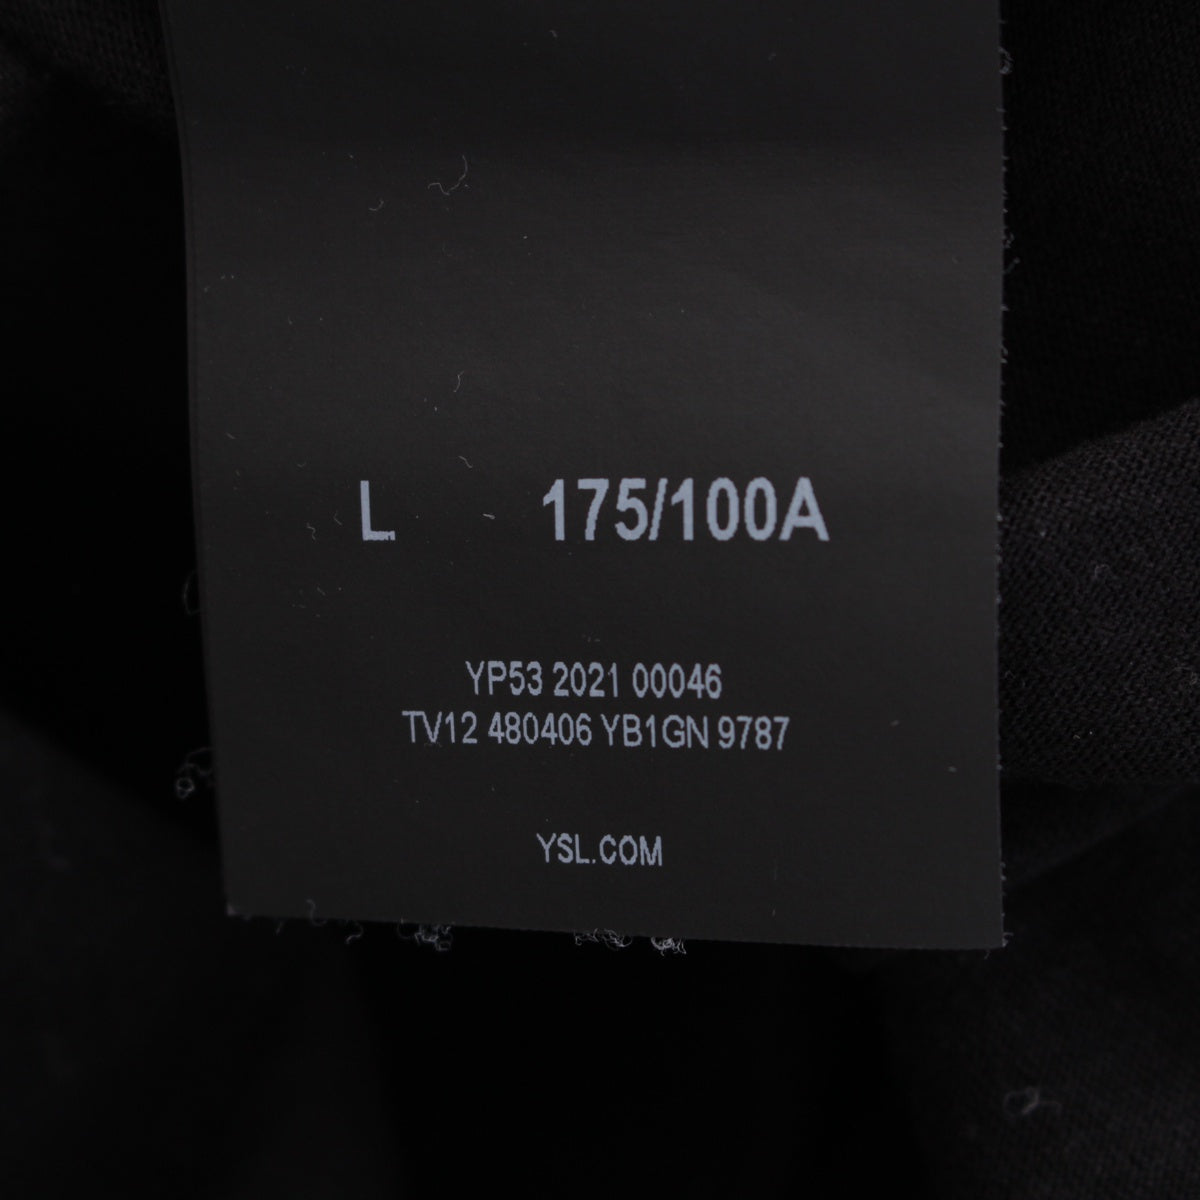 L 175/100A
YP53 2021 00046
TV12 480406 YB1GN 9787
YSL.COM